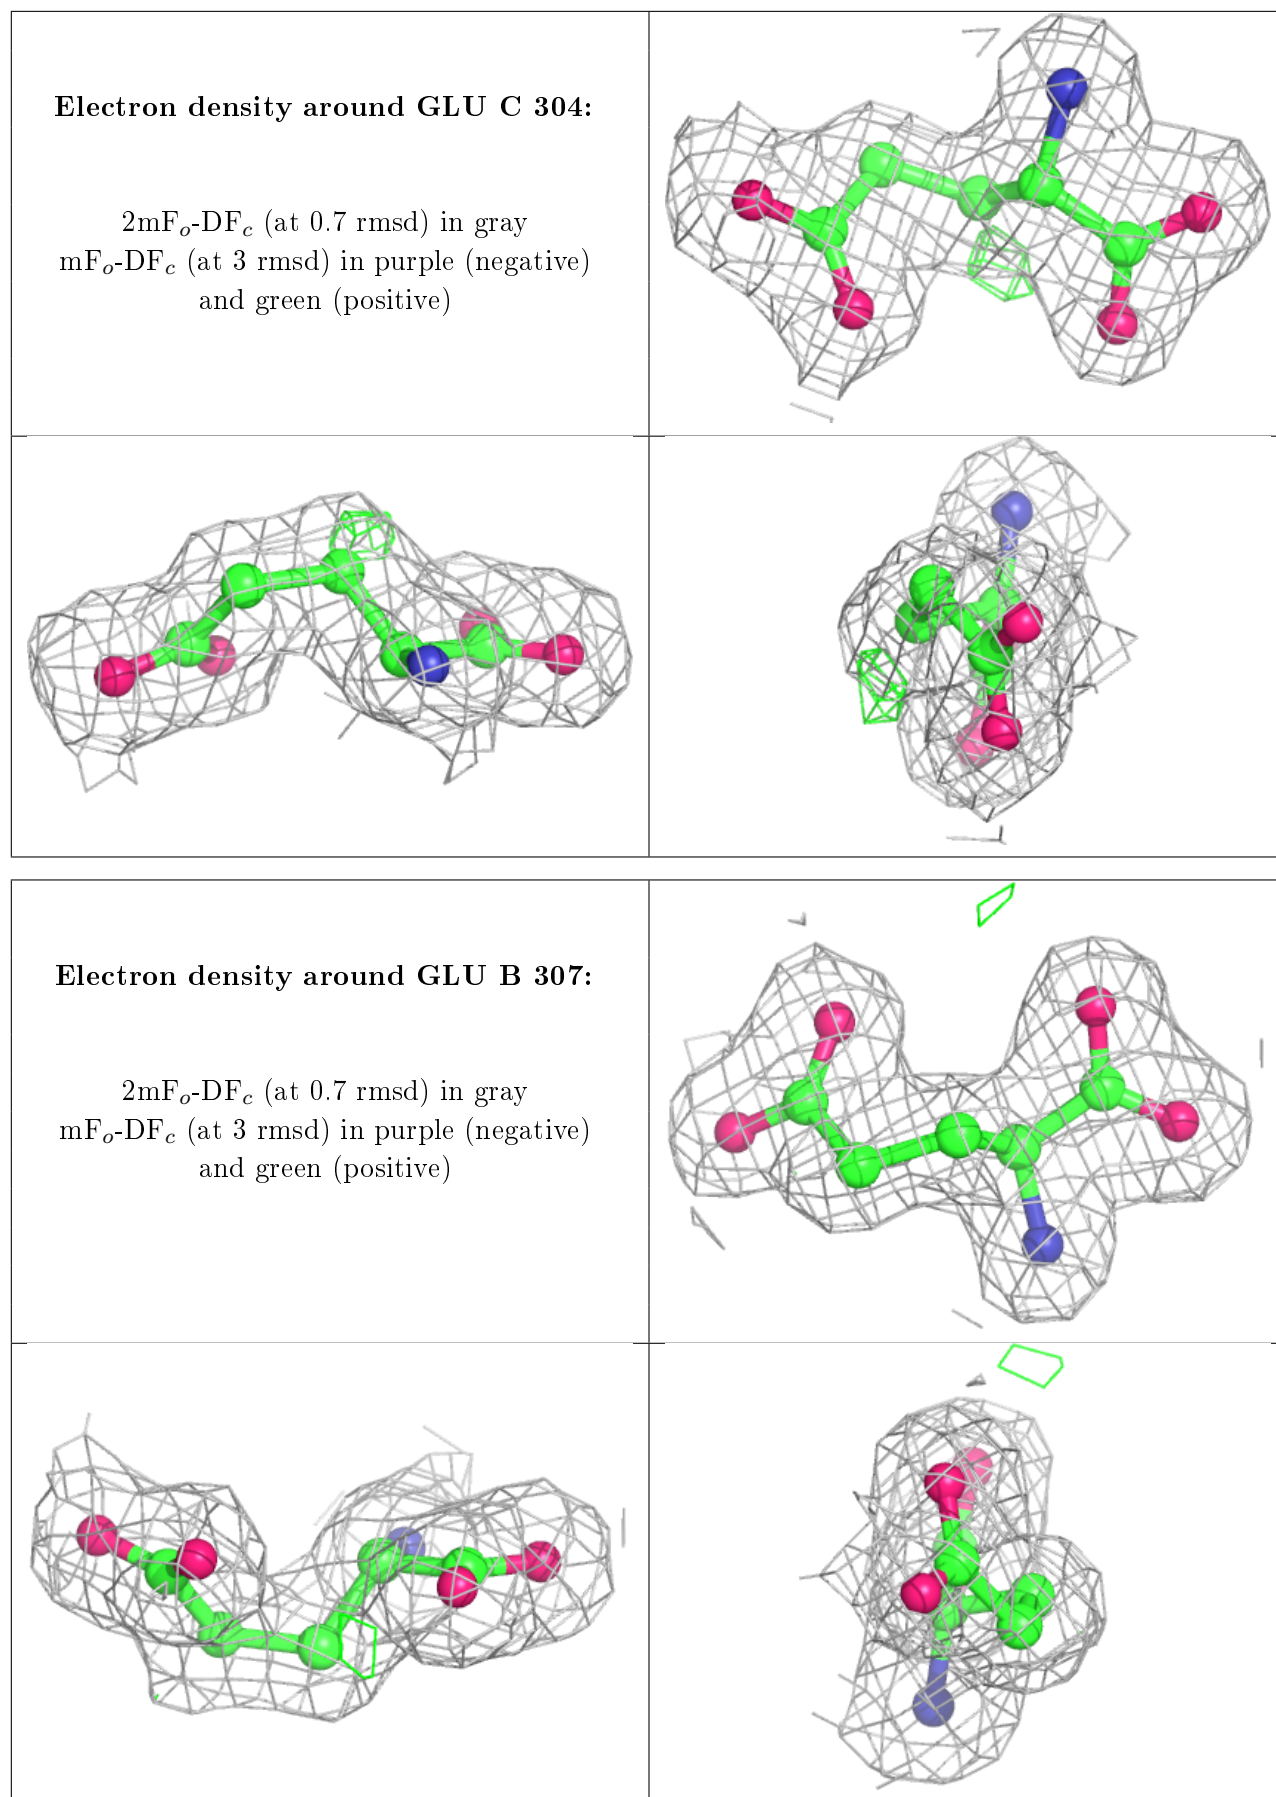 Electron density around GLU C 304:
2mFₒ-DF𝒸 (at 0.7 rmsd) in gray
mFₒ-DF𝒸 (at 3 rmsd) in purple (negative)
and green (positive)
Electron density around GLU B 307:
2mFₒ-DF𝒸 (at 0.7 rmsd) in gray
mFₒ-DF𝒸 (at 3 rmsd) in purple (negative)
and green (positive)